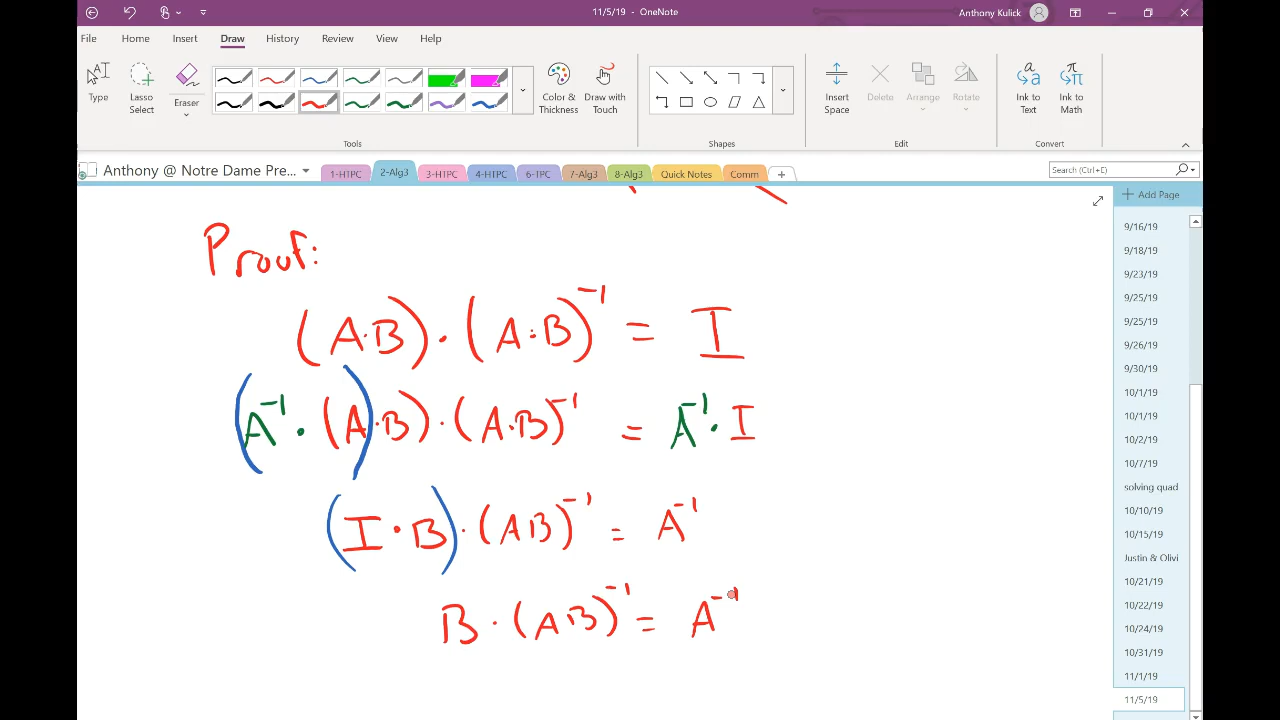 11/5/19 - OneNote
Anthony Kulick
File Home Insert Draw History Review View Help
Type
Lasso Select
Eraser
Color & Thickness
Draw with Touch
Insert Space
Delete
Arrange
Rotate
Ink to Text
Ink to Math
Tools
Shapes
Edit
Convert
Anthony @ Notre Dame Pre...
1-HTPC 2-Alg3 3-HTPC 4-HTPC 6-TPC 7-Alg3 8-Alg3 Quick Notes Comm +
Search (Ctrl+E)
Proof:
(A·B)·(A·B)⁻¹ = I
(A⁻¹·(A)·B)·(A·B)⁻¹ = A⁻¹·I
(I·B)·(AB)⁻¹ = A⁻¹
B·(AB)⁻¹ = A⁻¹
+ Add Page
9/16/19
9/18/19
9/23/19
9/25/19
9/25/19
9/26/19
9/30/19
10/1/19
10/1/19
10/2/19
10/7/19
solving quad
10/10/19
10/15/19
Justin & Olivi
10/21/19
10/22/19
10/24/19
10/31/19
11/1/19
11/5/19